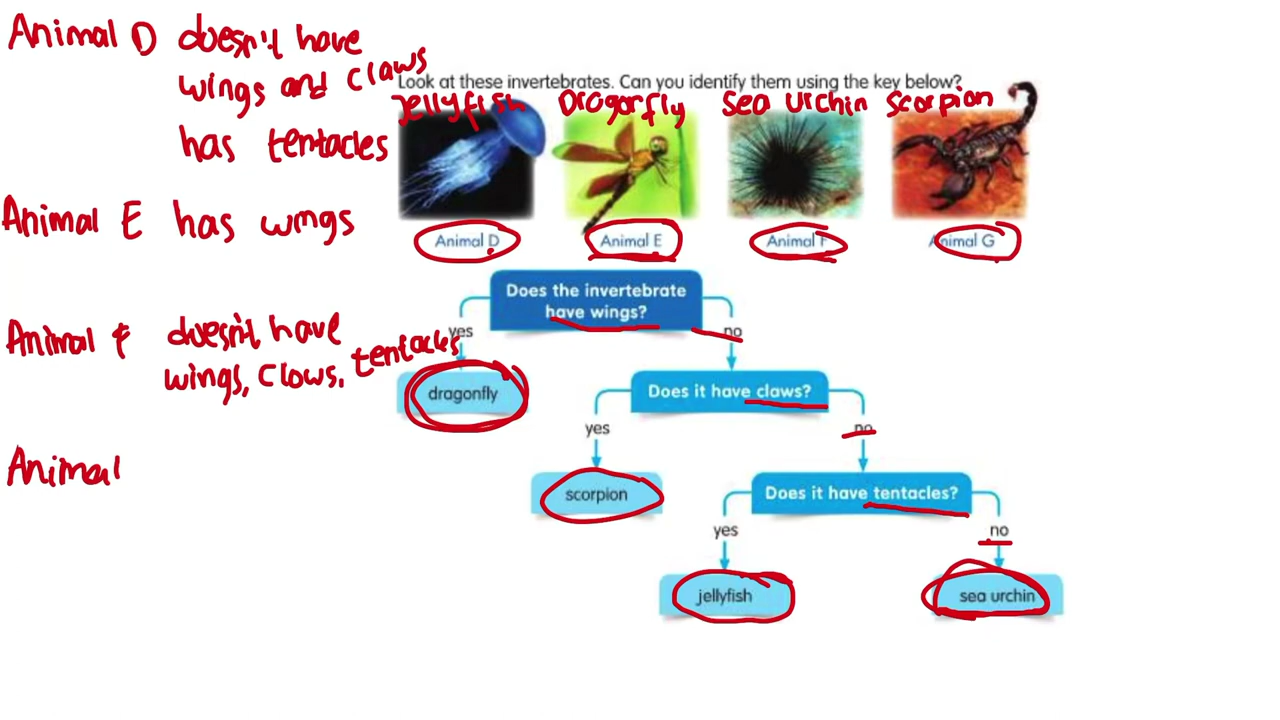 Animal D doesn't have
wings and claws
has tentacles
Animal E has wings
Animal F doesn't have
wings, claws, tentacles
Animal
Look at these invertebrates. Can you identify them using the key below?
Jellyfish Dragonfly Sea Urchin Scorpion
Animal D Animal E Animal F Animal G
Does the invertebrate
have wings?
yes no
dragonfly
Does it have claws?
yes no
scorpion
Does it have tentacles?
yes no
jellyfish sea urchin